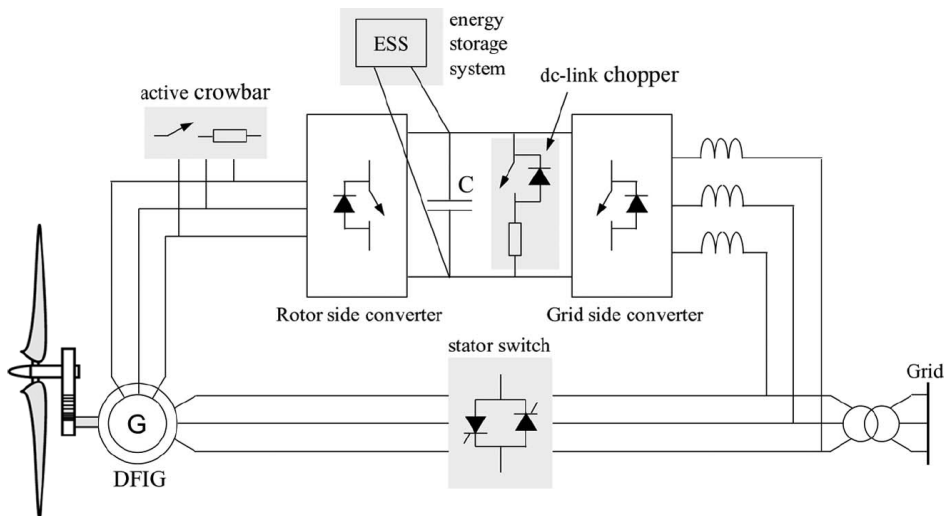 ESS
energy
storage
system
dc-link chopper
active crowbar
C
Rotor side converter
Grid side converter
stator switch
Grid
G
DFIG